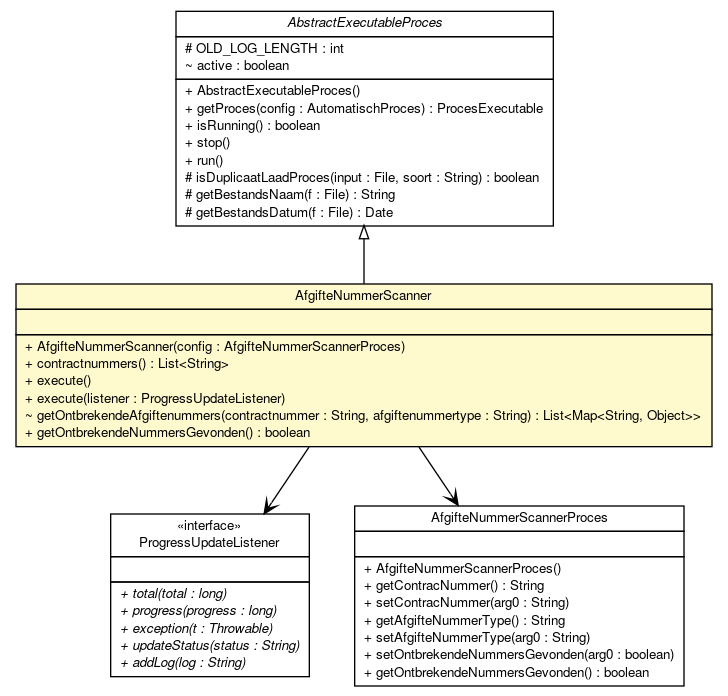 AbstractExecutableProces
# OLD_LOG_LENGTH : int
~ active : boolean
+ AbstractExecutableProces()
+ getProces(config : AutomatischProces) : ProcesExecutable
+ isRunning() : boolean
+ stop()
+ run()
# isDuplicaatLaadProces(input : File, soort : String) : boolean
# getBestandsNaam(f : File) : String
# getBestandsDatum(f : File) : Date
AfgifteNummerScanner
+ AfgifteNummerScanner(config : AfgifteNummerScannerProces)
+ contractnummers() : List<String>
+ execute()
+ execute(listener : ProgressUpdateListener)
~ getOntbrekendeAfgiftenummers(contractnummer : String, afgiftenummertype : String) : List<Map<String, Object>>
+ getOntbrekendeNummersGevonden() : boolean
«interface»
ProgressUpdateListener
+ total(total : long)
+ progress(progress : long)
+ exception(t : Throwable)
+ updateStatus(status : String)
+ addLog(log : String)
AfgifteNummerScannerProces
+ AfgifteNummerScannerProces()
+ getContracNummer() : String
+ setContracNummer(arg0 : String)
+ getAfgifteNummerType() : String
+ setAfgifteNummerType(arg0 : String)
+ setOntbrekendeNummersGevonden(arg0 : boolean)
+ getOntbrekendeNummersGevonden() : boolean